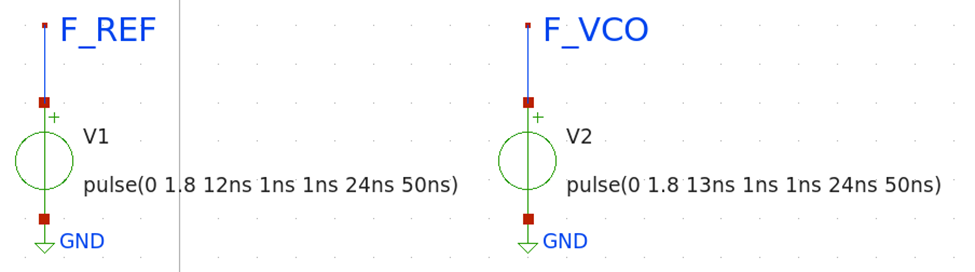 F_REF
F_VCO
+
+
V1
V2
pulse(0 1.8 12ns 1ns 1ns 24ns 50ns)
pulse(0 1.8 13ns 1ns 1ns 24ns 50ns)
GND
GND